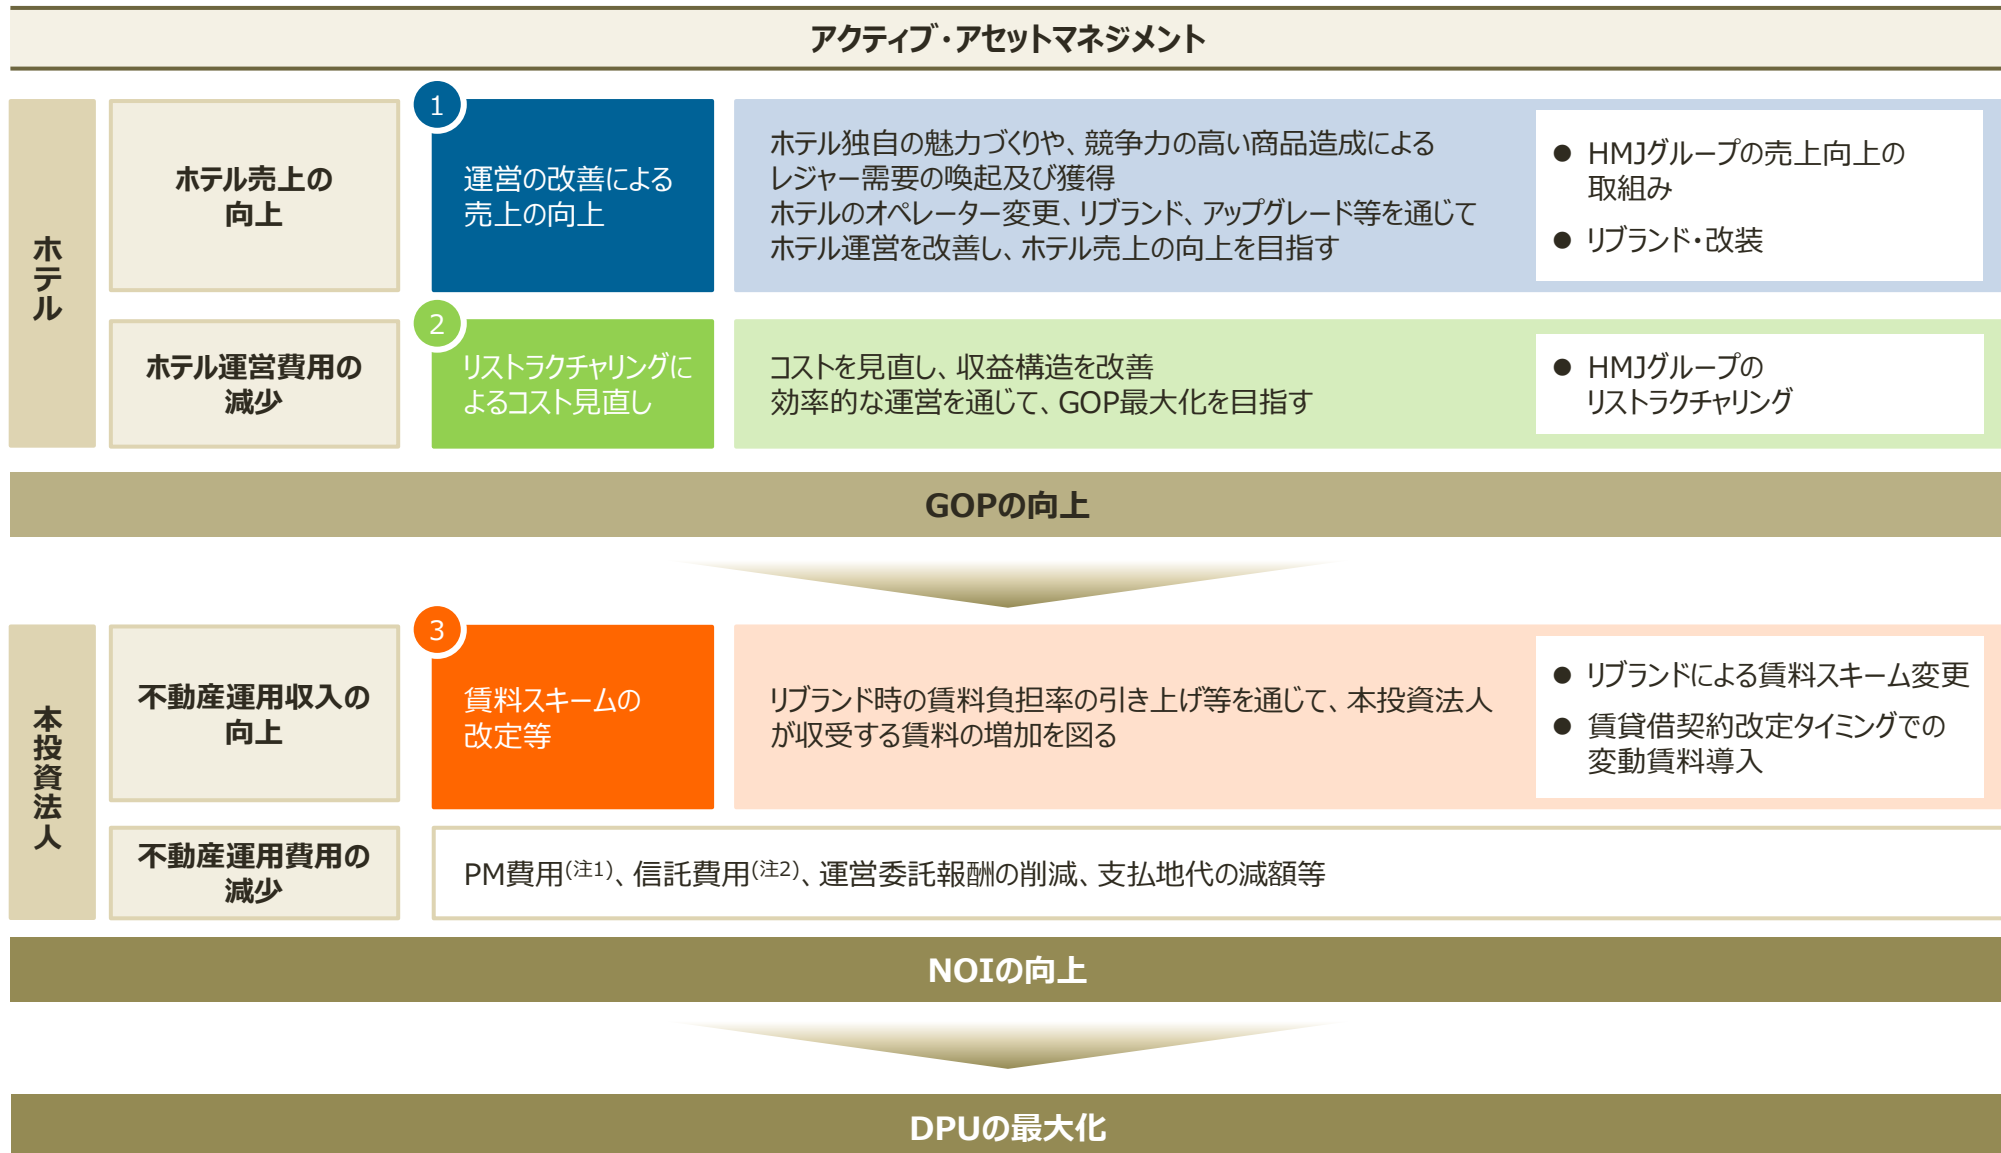 アクティブ・アセットマネジメント
ホテル
ホテル売上の
向上
1
運営の改善による
売上の向上
ホテル独自の魅力づくりや、競争力の高い商品造成による
レジャー需要の喚起及び獲得
ホテルのオペレーター変更、リブランド、アップグレード等を通じて
ホテル運営を改善し、ホテル売上の向上を目指す
● HMJグループの売上向上の
取組み
● リブランド・改装
ホテル運営費用の
減少
2
リストラクチャリングに
よるコスト見直し
コストを見直し、収益構造を改善
効率的な運営を通じて、GOP最大化を目指す
● HMJグループの
リストラクチャリング
GOPの向上
本投資法人
不動産運用収入の
向上
3
賃料スキームの
改定等
リブランド時の賃料負担率の引き上げ等を通じて、本投資法人
が収受する賃料の増加を図る
● リブランドによる賃料スキーム変更
● 賃貸借契約改定タイミングでの
変動賃料導入
不動産運用費用の
減少
PM費用(注1)、信託費用(注2)、運営委託報酬の削減、支払地代の減額等
NOIの向上
DPUの最大化